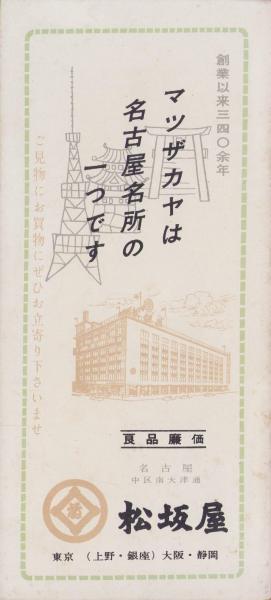 創業以来三四〇余年
マツザカヤは
名古屋名所の
一つです
ご見物にお買物にぜひお立寄り下さいませ
良品廉価
名古屋
中区南大津通
松坂屋
東京 (上野・銀座) 大阪・静岡